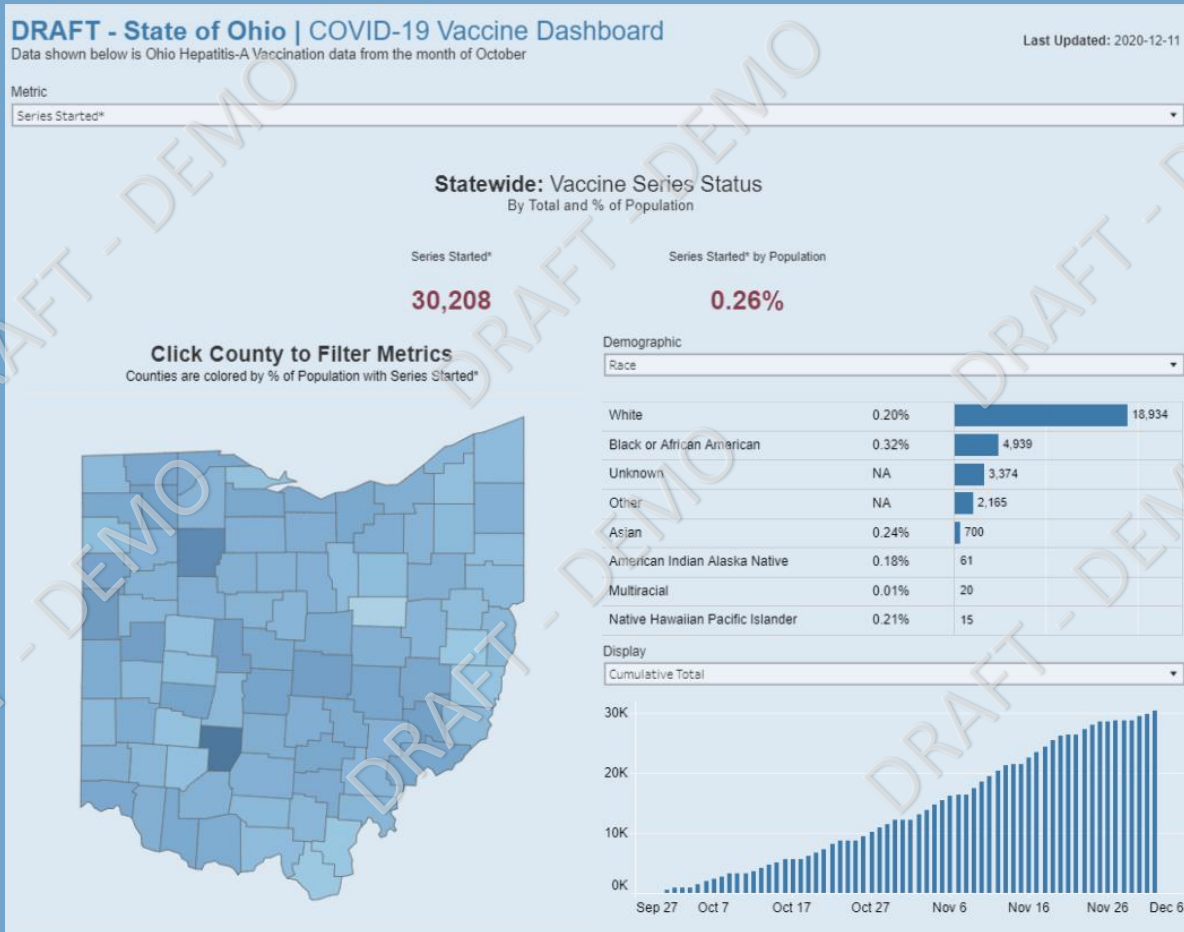 DRAFT - State of Ohio | COVID-19 Vaccine Dashboard
Data shown below is Ohio Hepatitis-A Vaccination data from the month of October
Last Updated: 2020-12-11
Metric
Series Started*
Statewide: Vaccine Series Status
By Total and % of Population
Series Started*
30,208
Series Started* by Population
0.26%
Click County to Filter Metrics
Counties are colored by % of Population with Series Started*
Demographic
Race
White 0.20% 18,934
Black or African American 0.32% 4,939
Unknown NA 3,374
Other NA 2,165
Asian 0.24% 700
American Indian Alaska Native 0.18% 61
Multiracial 0.01% 20
Native Hawaiian Pacific Islander 0.21% 15
Display
Cumulative Total
30K
20K
10K
0K
Sep 27 Oct 7 Oct 17 Oct 27 Nov 6 Nov 16 Nov 26 Dec 6
DRAFT - DEMO
DRAFT - DEMO
DRAFT - DEMO
DRAFT - DEMO